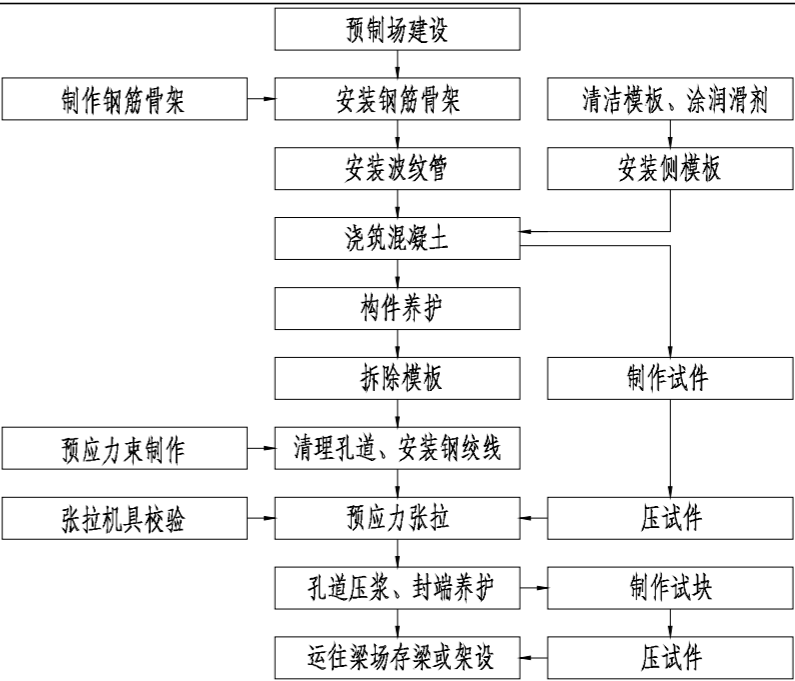 预制场建设
制作钢筋骨架
安装钢筋骨架
清洁模板、涂润滑剂
安装波纹管
安装侧模板
浇筑混凝土
构件养护
拆除模板
制作试件
预应力束制作
清理孔道、安装钢绞线
张拉机具校验
预应力张拉
压试件
孔道压浆、封端养护
制作试块
运往梁场存梁或架设
压试件